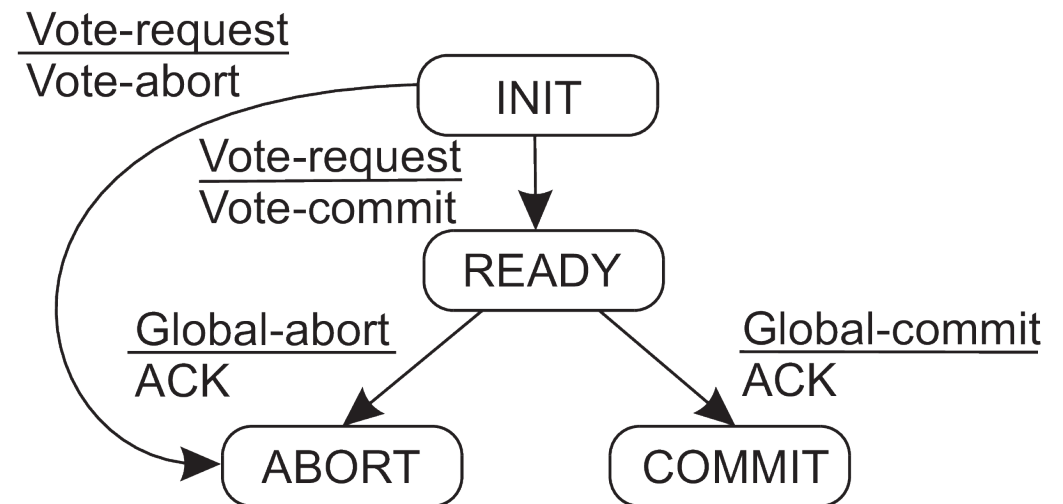 Vote-request
Vote-abort
INIT
Vote-request
Vote-commit
READY
Global-abort
ACK
Global-commit
ACK
ABORT
COMMIT